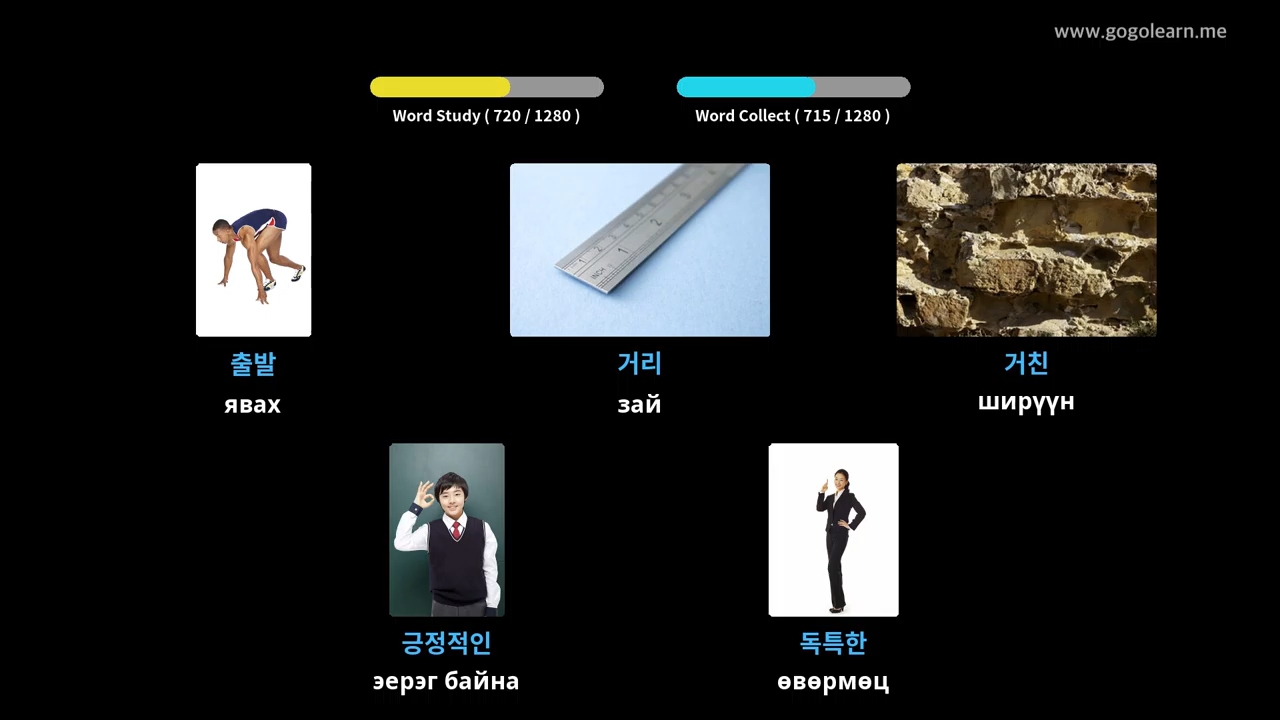 www.gogolearn.me
Word Study ( 720 / 1280 )
Word Collect ( 715 / 1280 )
출발
явах
거리
зай
거친
ширүүн
긍정적인
эерэг байна
독특한
өвөрмөц